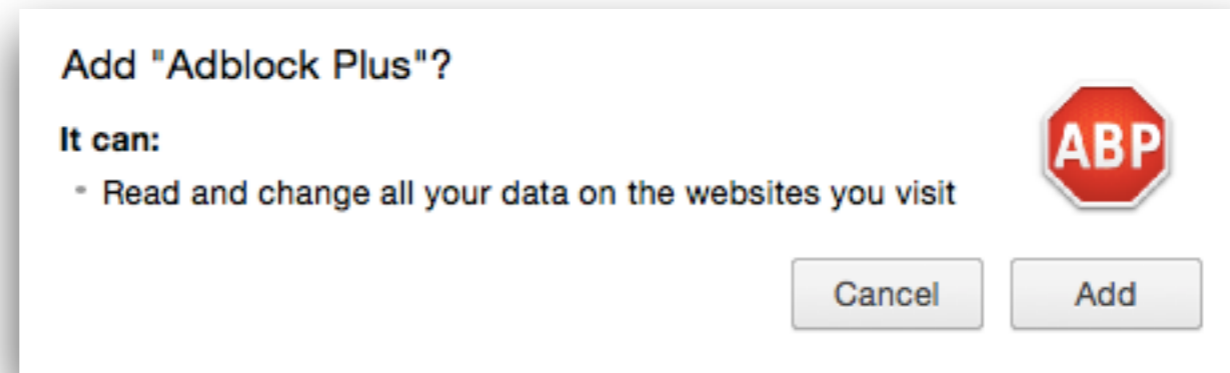 Add "Adblock Plus"?
It can:
Read and change all your data on the websites you visit
ABP
Cancel
Add